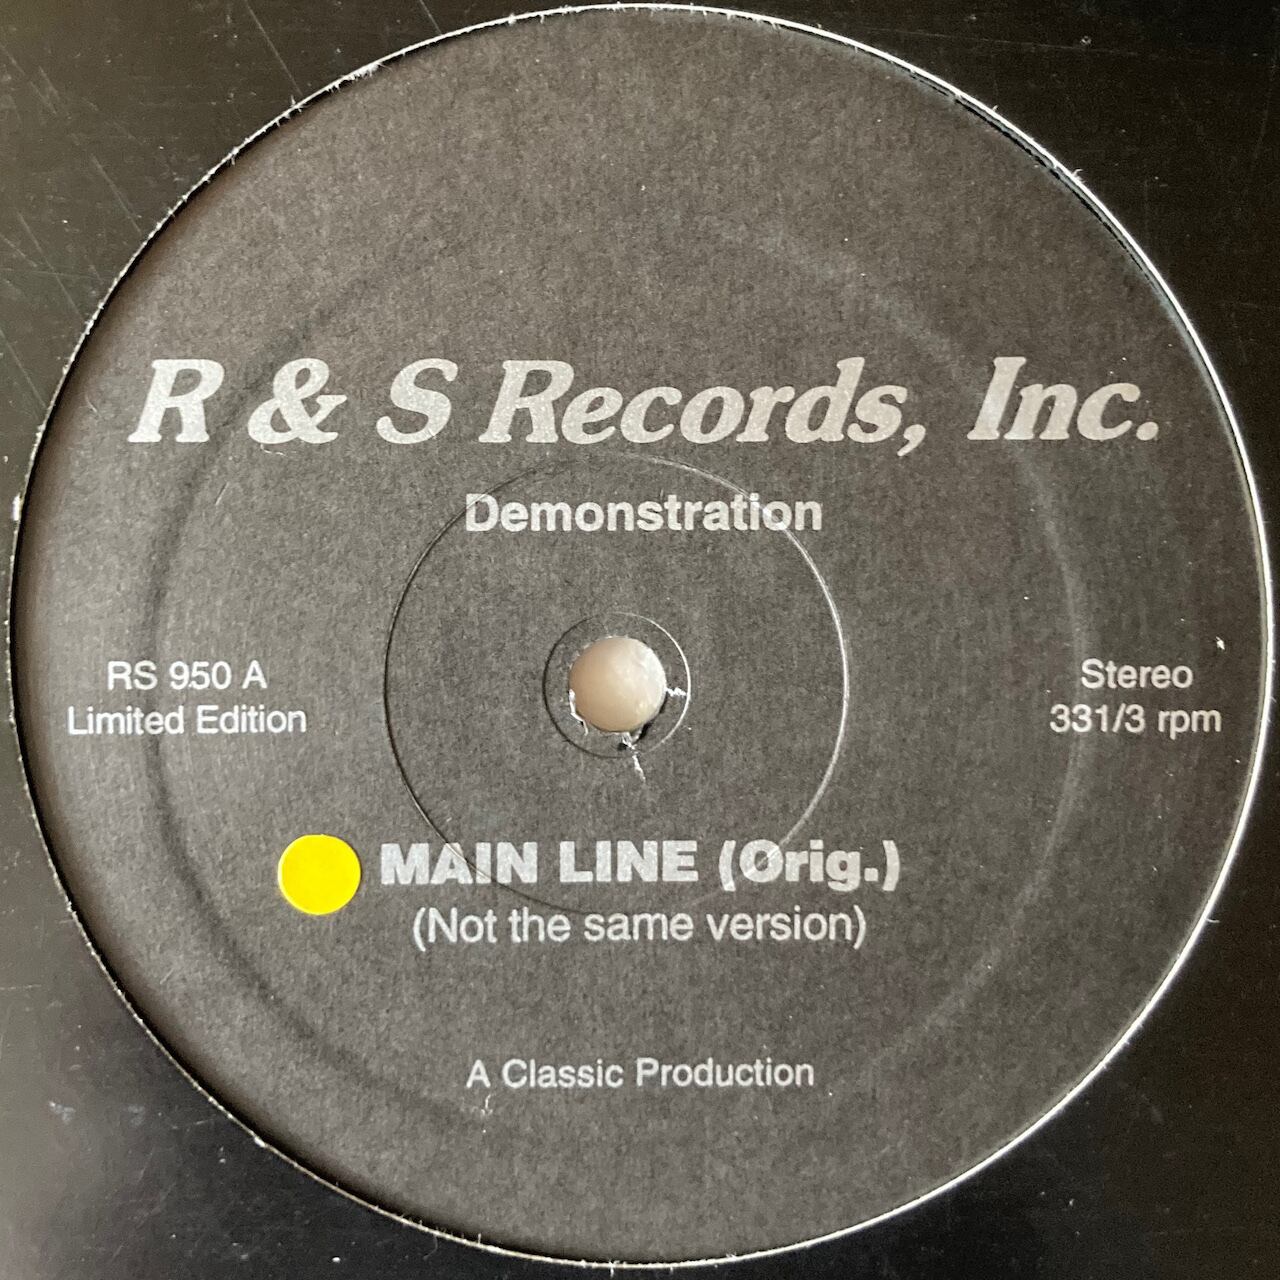 R & S Records, Inc.
Demonstration
RS 950 A
Limited Edition
Stereo
331/3 rpm
MAIN LINE (Orig.)
(Not the same version)
A Classic Production